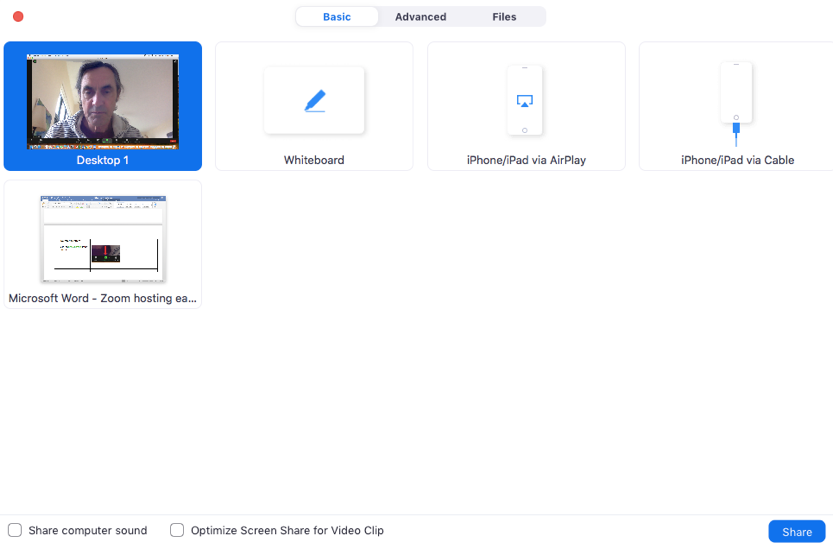 Basic Advanced Files
Desktop 1
Whiteboard
iPhone/iPad via AirPlay
iPhone/iPad via Cable
Microsoft Word - Zoom hosting ea...
Share computer sound
Optimize Screen Share for Video Clip
Share